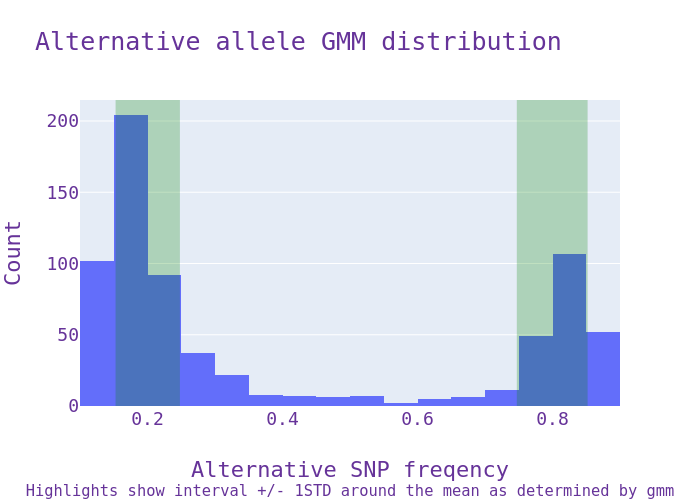 Alternative allele GMM distribution
200
150
100
50
0
Count
0.2 0.4 0.6 0.8
Alternative SNP freqency
Highlights show interval +/- 1STD around the mean as determined by gmm